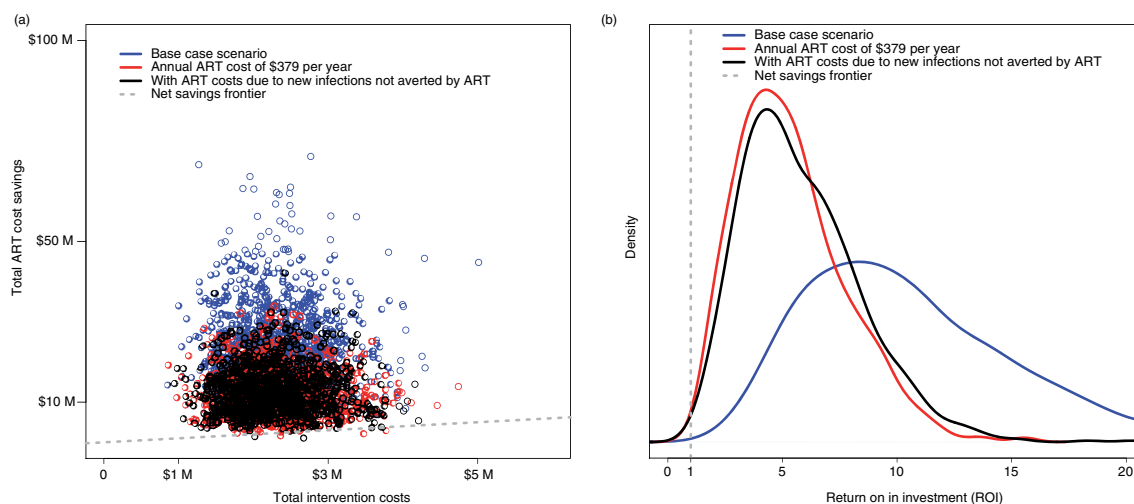 (a)
Base case scenario
Annual ART cost of $379 per year
With ART costs due to new infections not averted by ART
Net savings frontier
Total ART cost savings
$100 M
$50 M
$10 M
0
$1 M
$3 M
$5 M
Total intervention costs
(b)
Base case scenario
Annual ART cost of $379 per year
With ART costs due to new infections not averted by ART
Net savings frontier
Density
0
1
5
10
15
20
Return on in investment (ROI)